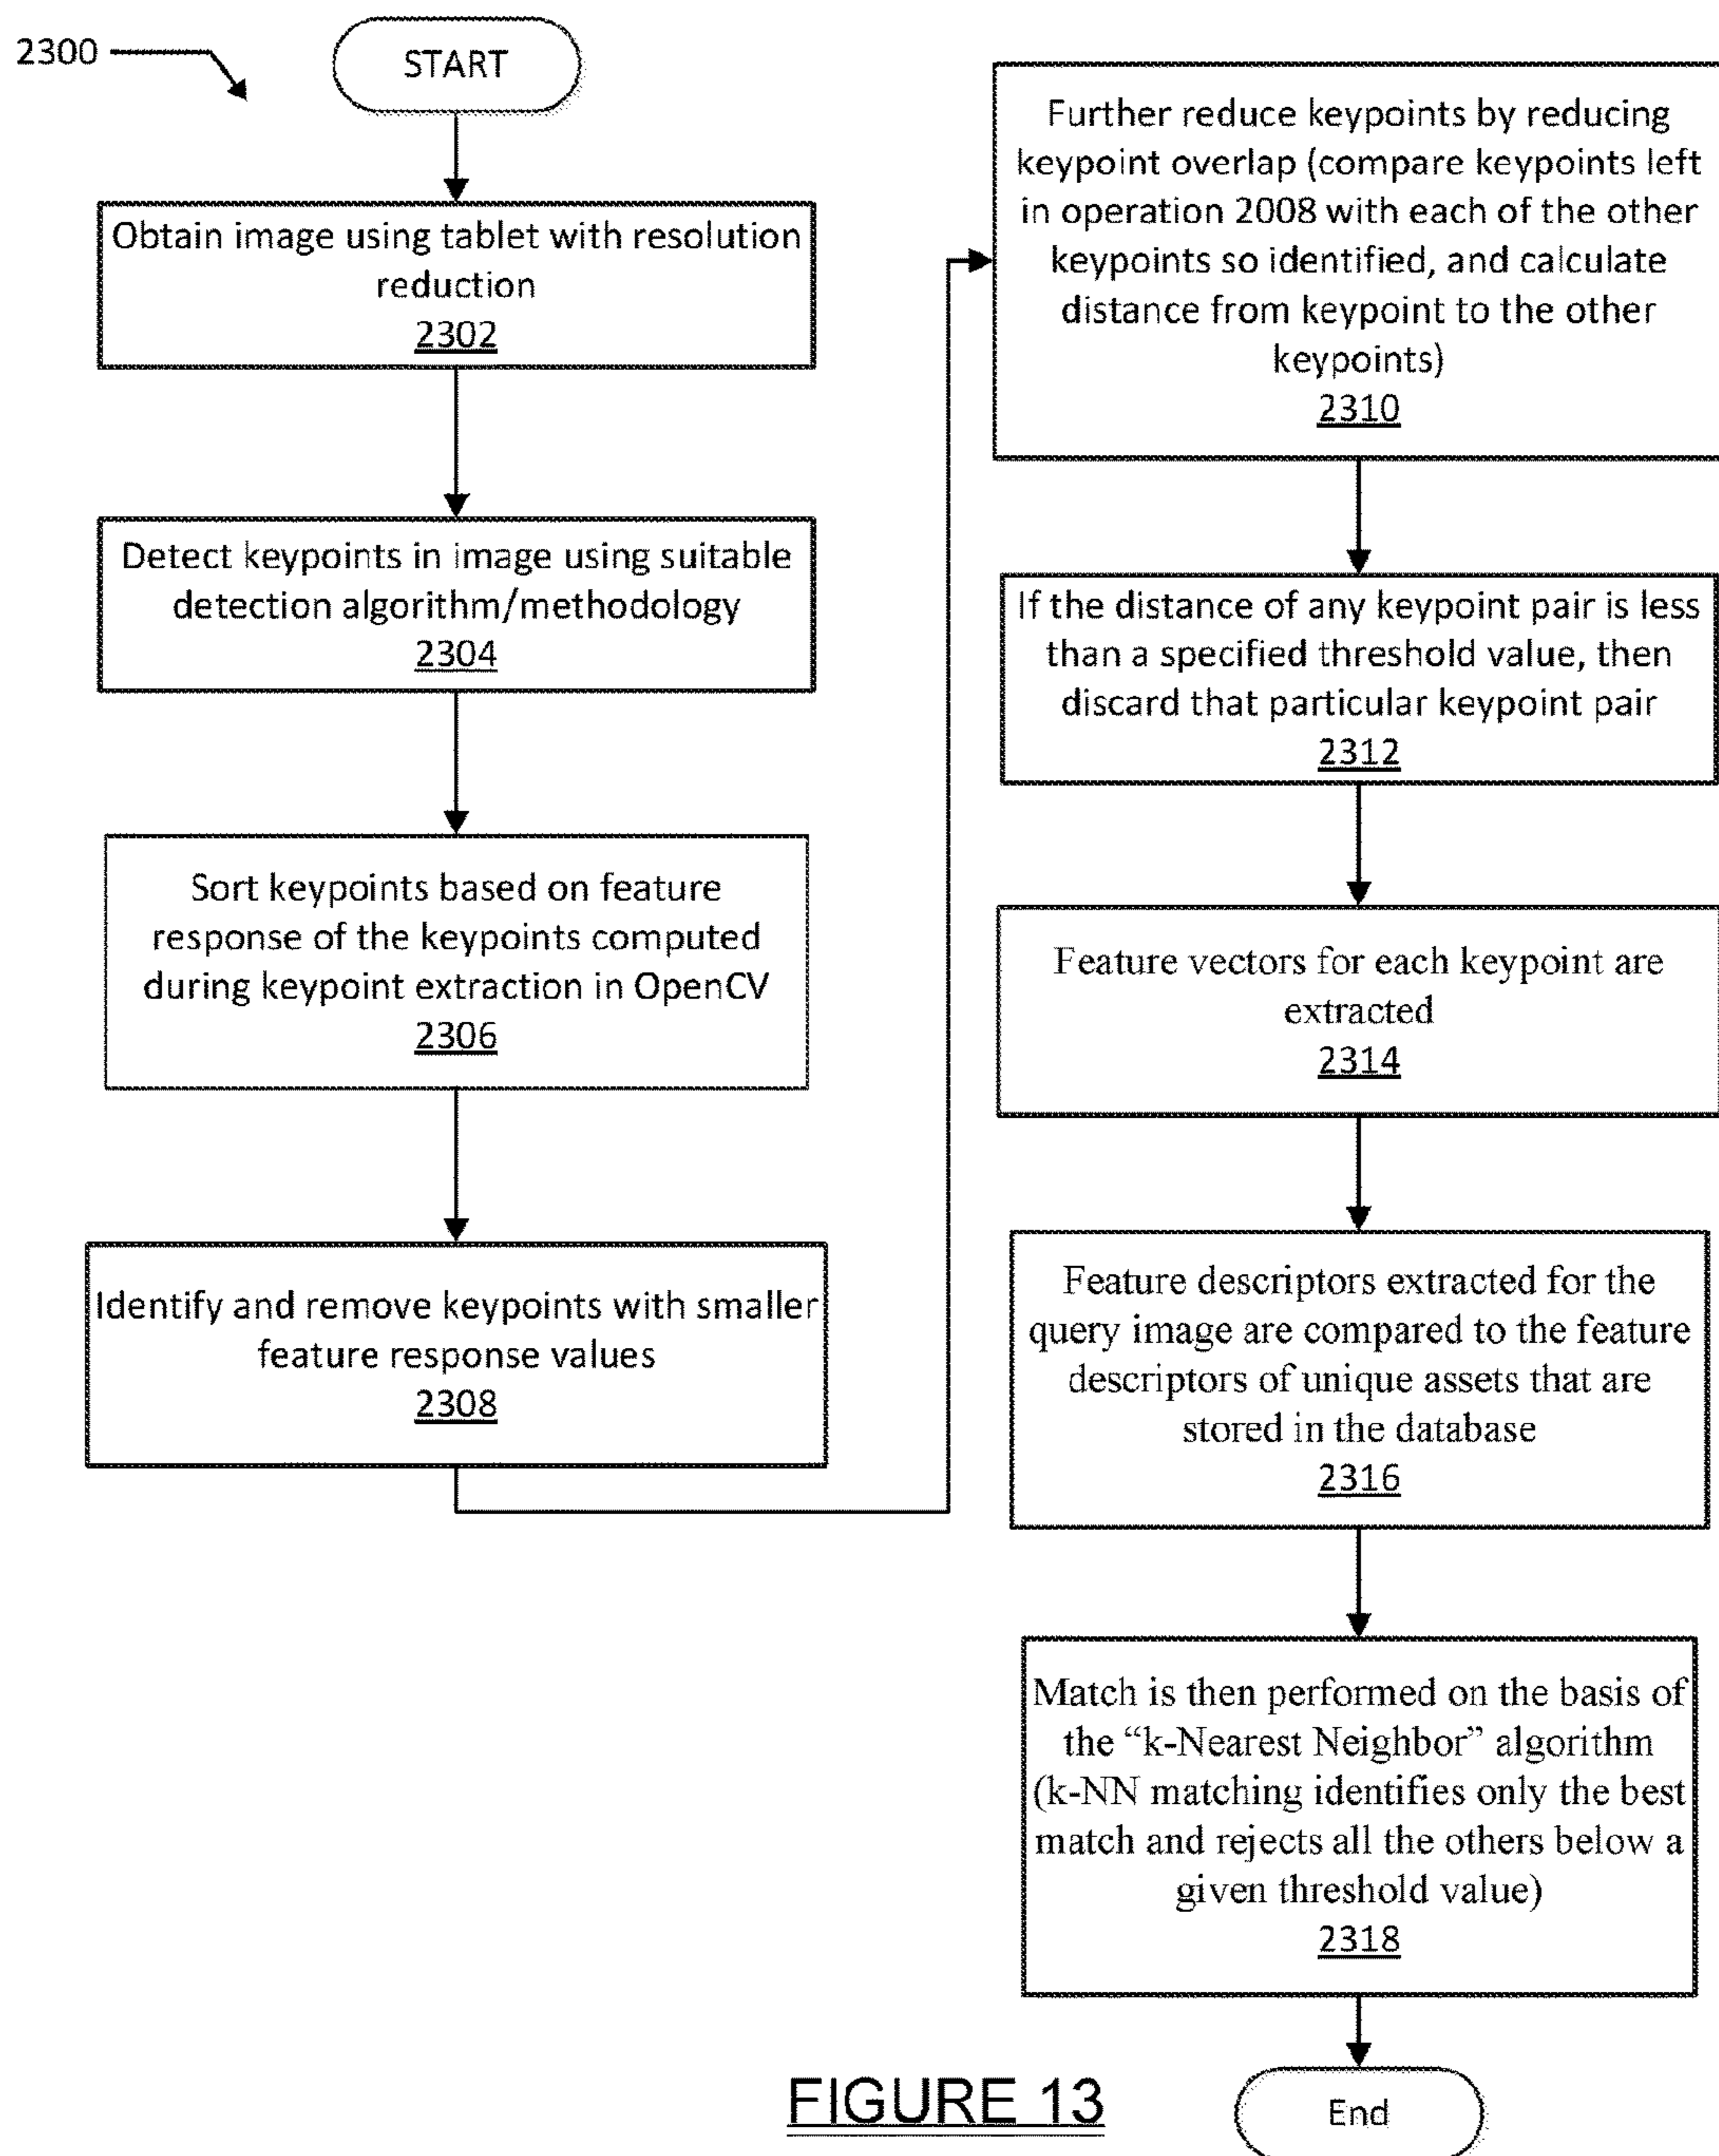 2300
START
Obtain image using tablet with resolution
reduction
2302
Detect keypoints in image using suitable
detection algorithm/methodology
2304
Sort keypoints based on feature
response of the keypoints computed
during keypoint extraction in OpenCV
2306
Identify and remove keypoints with smaller
feature response values
2308
Further reduce keypoints by reducing
keypoint overlap (compare keypoints left
in operation 2008 with each of the other
keypoints so identified, and calculate
distance from keypoint to the other
keypoints)
2310
If the distance of any keypoint pair is less
than a specified threshold value, then
discard that particular keypoint pair
2312
Feature vectors for each keypoint are
extracted
2314
Feature descriptors extracted for the
query image are compared to the feature
descriptors of unique assets that are
stored in the database
2316
Match is then performed on the basis of
the “k-Nearest Neighbor” algorithm
(k-NN matching identifies only the best
match and rejects all the others below a
given threshold value)
2318
End
FIGURE 13